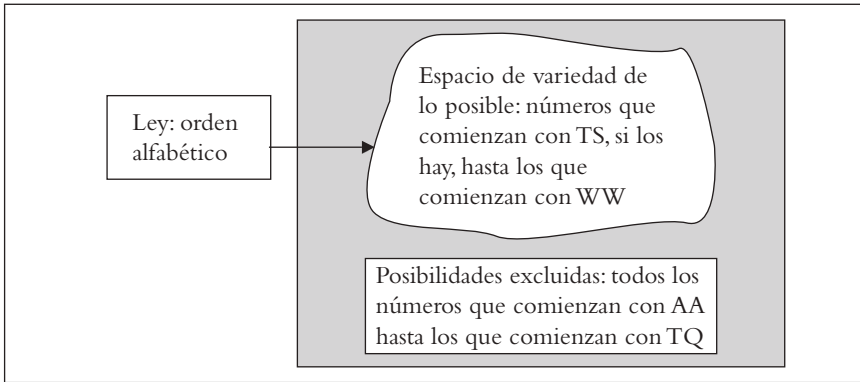 Ley: orden
alfabético
Espacio de variedad de
lo posible: números que
comienzan con TS, si los
hay, hasta los que
comienzan con WW
Posibilidades excluidas: todos los
números que comienzan con AA
hasta los que comienzan con TQ